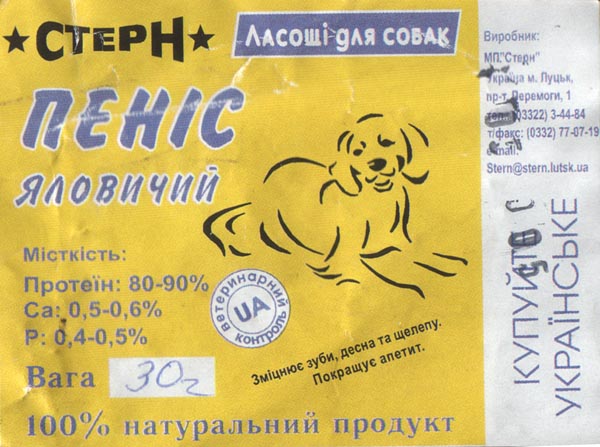 ★СТЕРН★
Ласощі для собак
ПЕНІС
ЯЛОВИЧИЙ
Місткість:
Протеїн: 80-90%
Ca: 0,5-0,6%
P: 0,4-0,5%
ветеринарний контроль
UA
Зміцнює зуби, десна та щелепу.
Покращує апетит.
Вага 30г
100% натуральний продукт
Виробник:
МП."Стерн"
Україна м. Луцьк,
пр-т Перемоги, 1
тел. (03322) 3-44-84
т/факс: (0332) 77-07-19
email:
Stern@stern.lutsk.ua
КУПУЙТЕ
УКРАЇНСЬКЕ